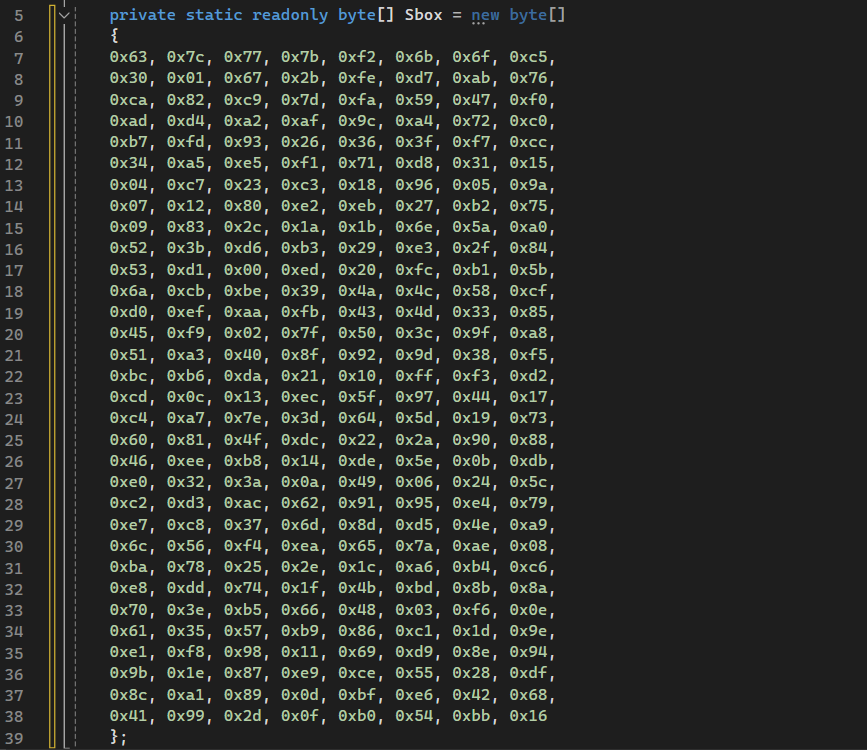 5 private static readonly byte[] Sbox = new byte[]
6 {
7 0x63, 0x7c, 0x77, 0x7b, 0xf2, 0x6b, 0x6f, 0xc5,
8 0x30, 0x01, 0x67, 0x2b, 0xfe, 0xd7, 0xab, 0x76,
9 0xca, 0x82, 0xc9, 0x7d, 0xfa, 0x59, 0x47, 0xf0,
10 0xad, 0xd4, 0xa2, 0xaf, 0x9c, 0xa4, 0x72, 0xc0,
11 0xb7, 0xfd, 0x93, 0x26, 0x36, 0x3f, 0xf7, 0xcc,
12 0x34, 0xa5, 0xe5, 0xf1, 0x71, 0xd8, 0x31, 0x15,
13 0x04, 0xc7, 0x23, 0xc3, 0x18, 0x96, 0x05, 0x9a,
14 0x07, 0x12, 0x80, 0xe2, 0xeb, 0x27, 0xb2, 0x75,
15 0x09, 0x83, 0x2c, 0x1a, 0x1b, 0x6e, 0x5a, 0xa0,
16 0x52, 0x3b, 0xd6, 0xb3, 0x29, 0xe3, 0x2f, 0x84,
17 0x53, 0xd1, 0x00, 0xed, 0x20, 0xfc, 0xb1, 0x5b,
18 0x6a, 0xcb, 0xbe, 0x39, 0x4a, 0x4c, 0x58, 0xcf,
19 0xd0, 0xef, 0xaa, 0xfb, 0x43, 0x4d, 0x33, 0x85,
20 0x45, 0xf9, 0x02, 0x7f, 0x50, 0x3c, 0x9f, 0xa8,
21 0x51, 0xa3, 0x40, 0x8f, 0x92, 0x9d, 0x38, 0xf5,
22 0xbc, 0xb6, 0xda, 0x21, 0x10, 0xff, 0xf3, 0xd2,
23 0xcd, 0x0c, 0x13, 0xec, 0x5f, 0x97, 0x44, 0x17,
24 0xc4, 0xa7, 0x7e, 0x3d, 0x64, 0x5d, 0x19, 0x73,
25 0x60, 0x81, 0x4f, 0xdc, 0x22, 0x2a, 0x90, 0x88,
26 0x46, 0xee, 0xb8, 0x14, 0xde, 0x5e, 0x0b, 0xdb,
27 0xe0, 0x32, 0x3a, 0x0a, 0x49, 0x06, 0x24, 0x5c,
28 0xc2, 0xd3, 0xac, 0x62, 0x91, 0x95, 0xe4, 0x79,
29 0xe7, 0xc8, 0x37, 0x6d, 0x8d, 0xd5, 0x4e, 0xa9,
30 0x6c, 0x56, 0xf4, 0xea, 0x65, 0x7a, 0xae, 0x08,
31 0xba, 0x78, 0x25, 0x2e, 0x1c, 0xa6, 0xb4, 0xc6,
32 0xe8, 0xdd, 0x74, 0x1f, 0x4b, 0xbd, 0x8b, 0x8a,
33 0x70, 0x3e, 0xb5, 0x66, 0x48, 0x03, 0xf6, 0x0e,
34 0x61, 0x35, 0x57, 0xb9, 0x86, 0xc1, 0x1d, 0x9e,
35 0xe1, 0xf8, 0x98, 0x11, 0x69, 0xd9, 0x8e, 0x94,
36 0x9b, 0x1e, 0x87, 0xe9, 0xce, 0x55, 0x28, 0xdf,
37 0x8c, 0xa1, 0x89, 0x0d, 0xbf, 0xe6, 0x42, 0x68,
38 0x41, 0x99, 0x2d, 0x0f, 0xb0, 0x54, 0xbb, 0x16
39 };